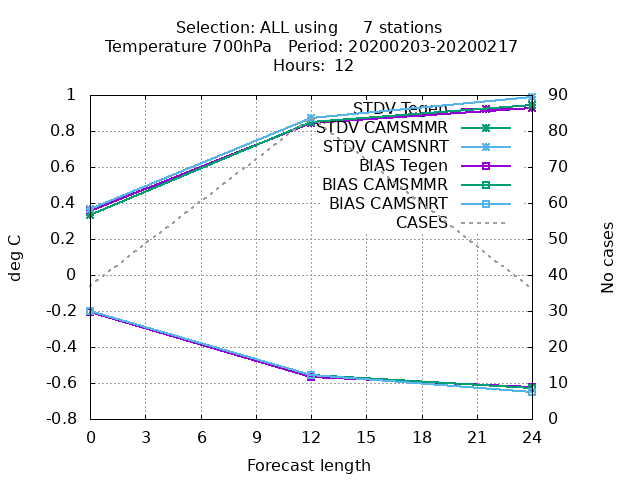 Selection: ALL using     7 stations
Temperature 700hPa   Period: 20200203-20200217
Hours: 12
STDV Tegen
STDV CAMSMMR
STDV CAMSNRT
BIAS Tegen
BIAS CAMSMMR
BIAS CAMSNRT
CASES
deg C
1
0.8
0.6
0.4
0.2
0
-0.2
-0.4
-0.6
-0.8
90
80
70
60
50
40
30
20
10
0
No cases
0 3 6 9 12 15 18 21 24
Forecast length